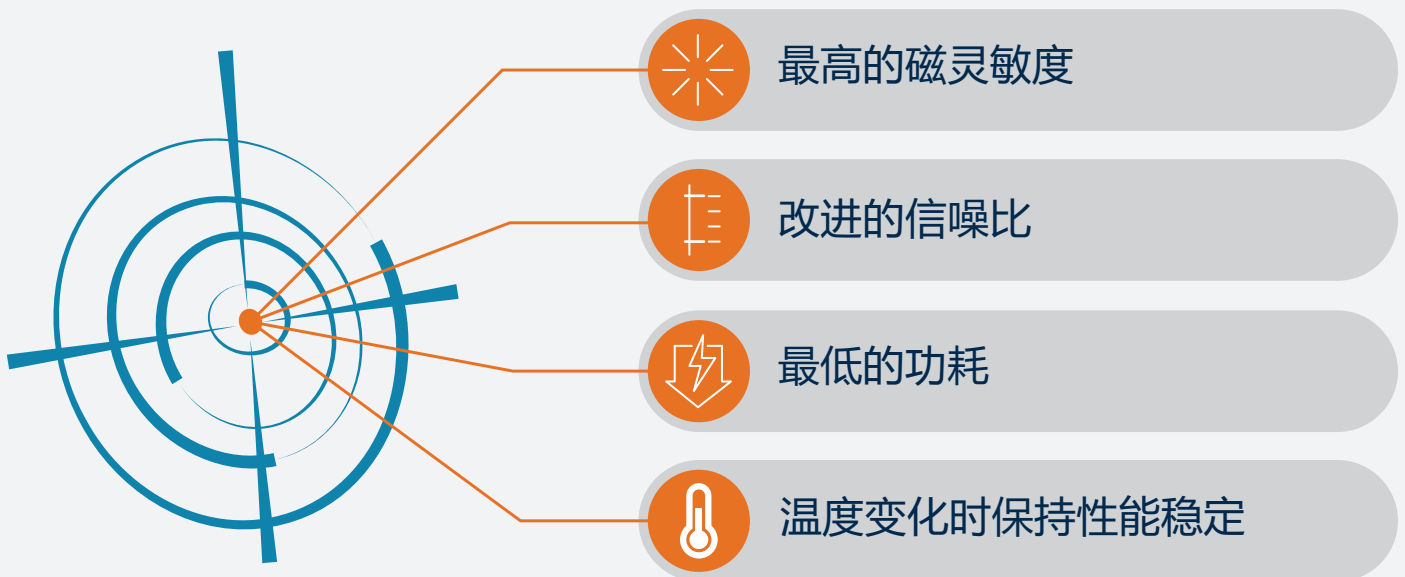 最高的磁灵敏度
改进的信噪比
最低的功耗
温度变化时保持性能稳定